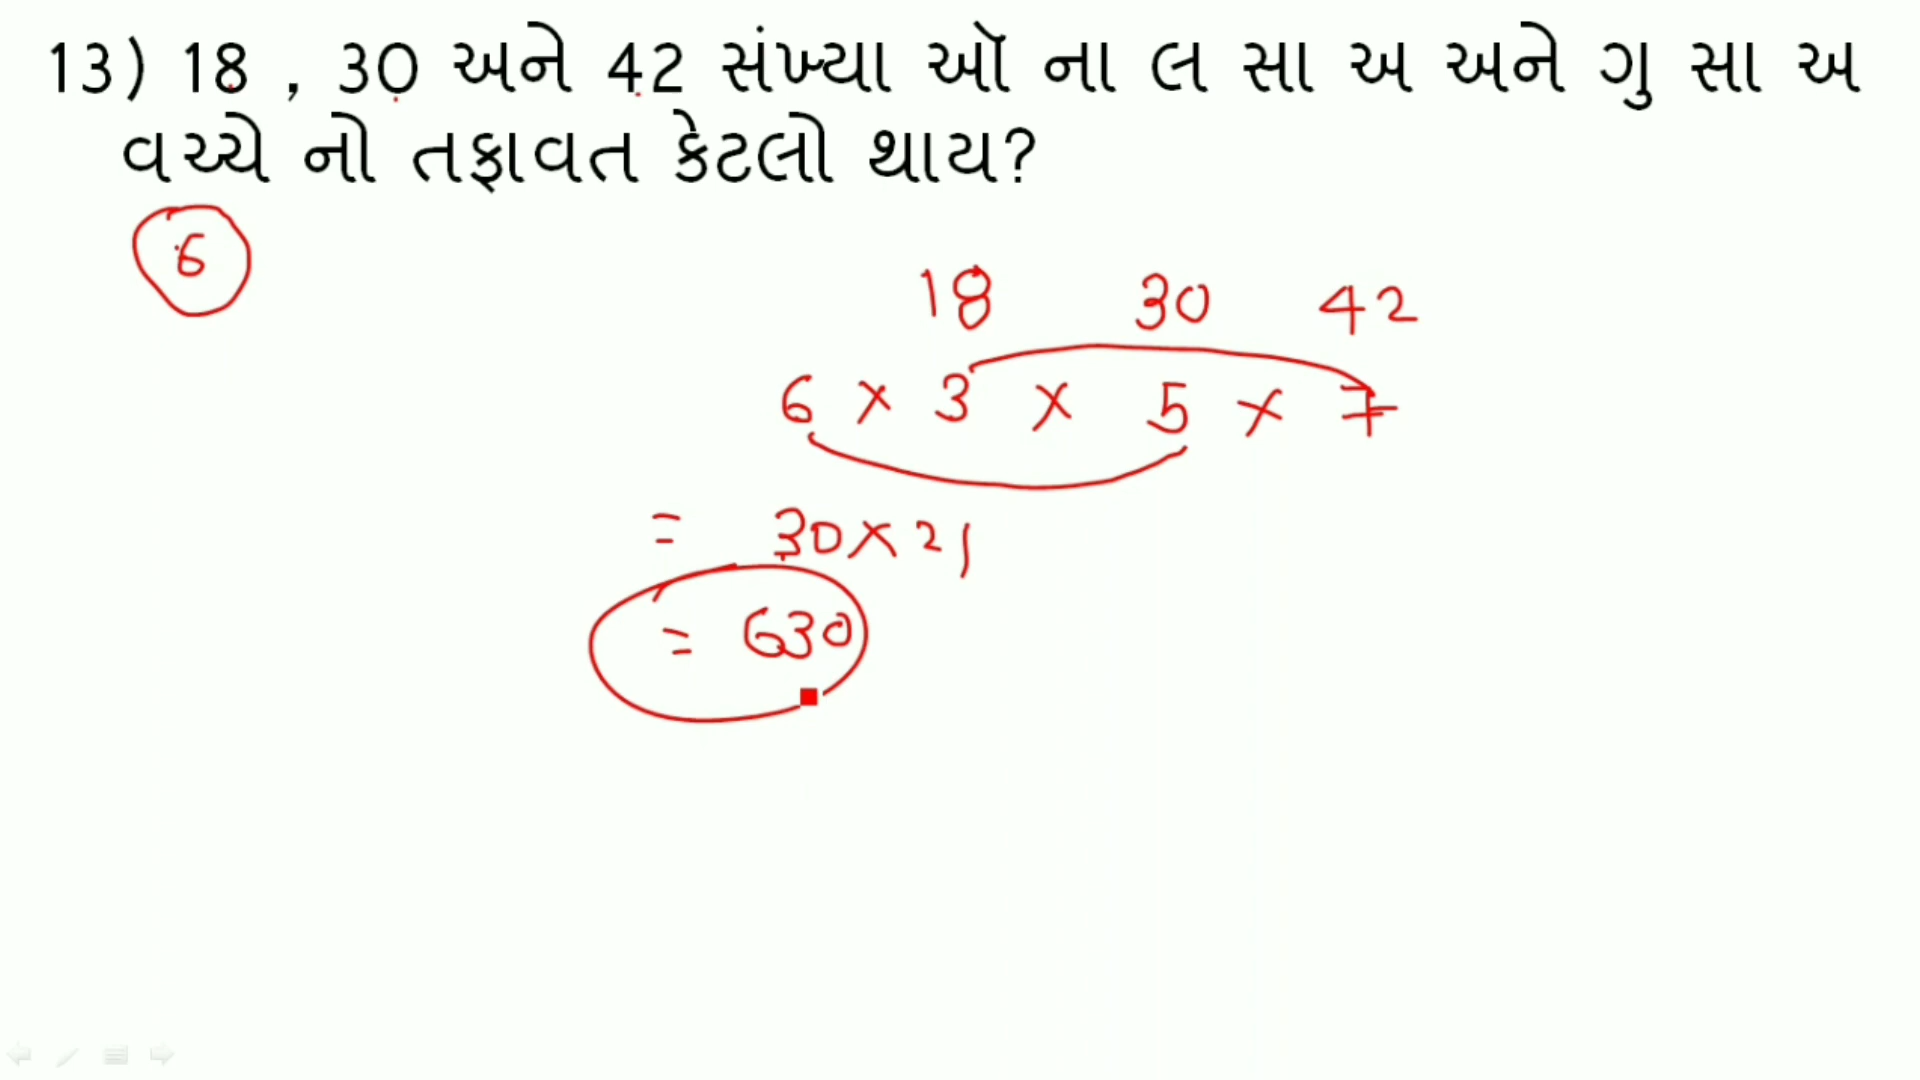 13) 18 , 30 અને 42 સંખ્યા ઑ ના લ સા અ અને ગુ સા અ
વચ્ચે નો તફાવત કેટલો થાય?
6
18 30 42
6 x 3 x 5 x 7
= 30 x 21
= 630